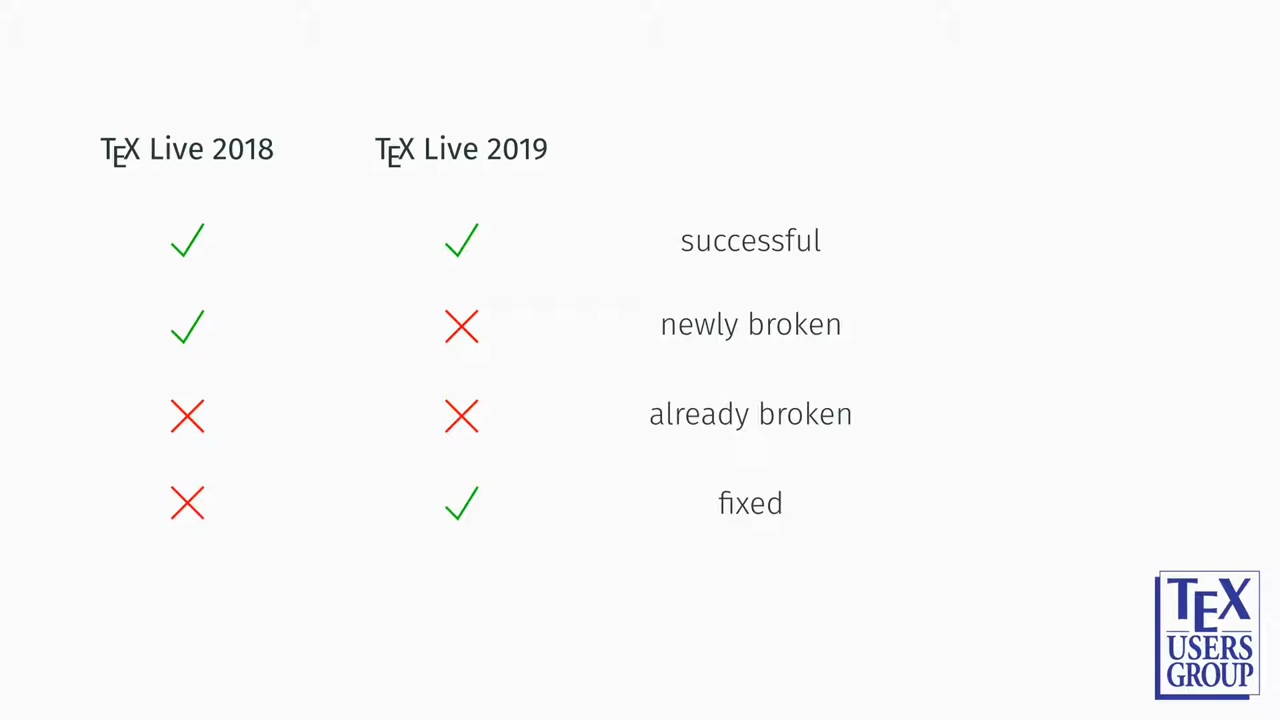 TEX Live 2018 TEX Live 2019
✓ ✓ successful
✓ ✗ newly broken
✗ ✗ already broken
✗ ✓ fixed
TEX
USERS
GROUP